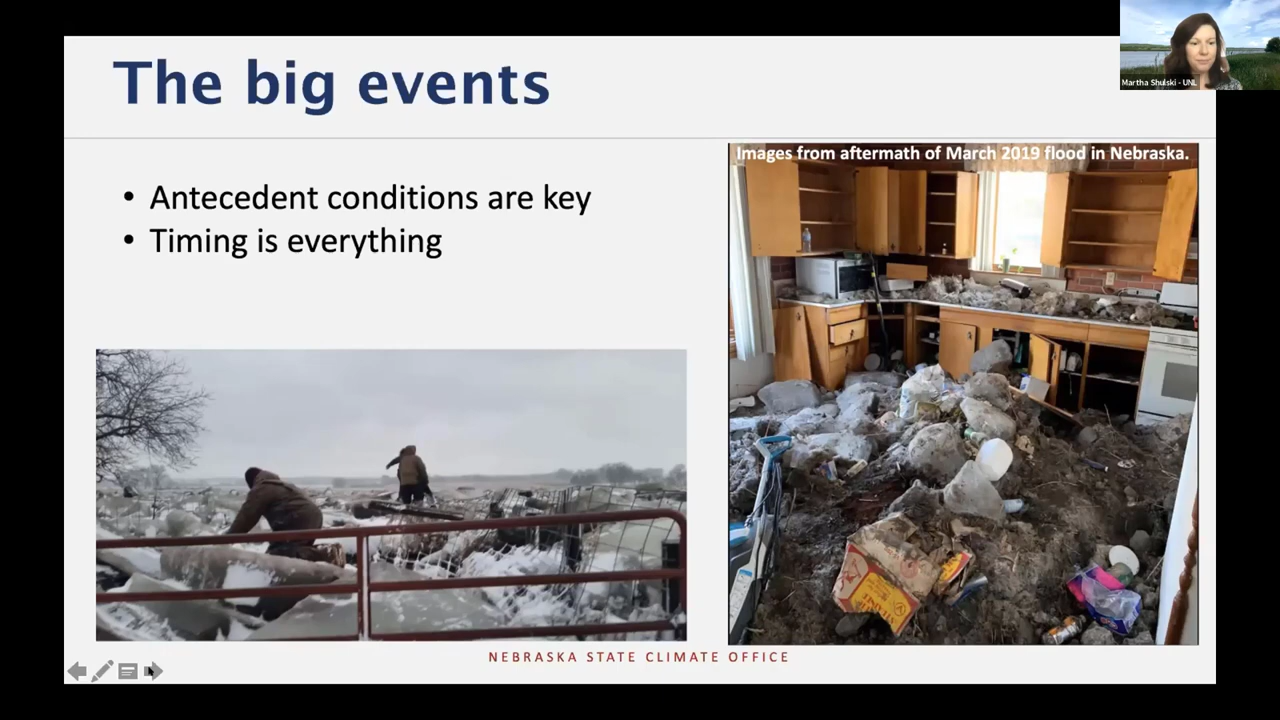 The big events
Martha Shulski - UNL
Images from aftermath of March 2019 flood in Nebraska.
• Antecedent conditions are key
• Timing is everything
NEBRASKA STATE CLIMATE OFFICE